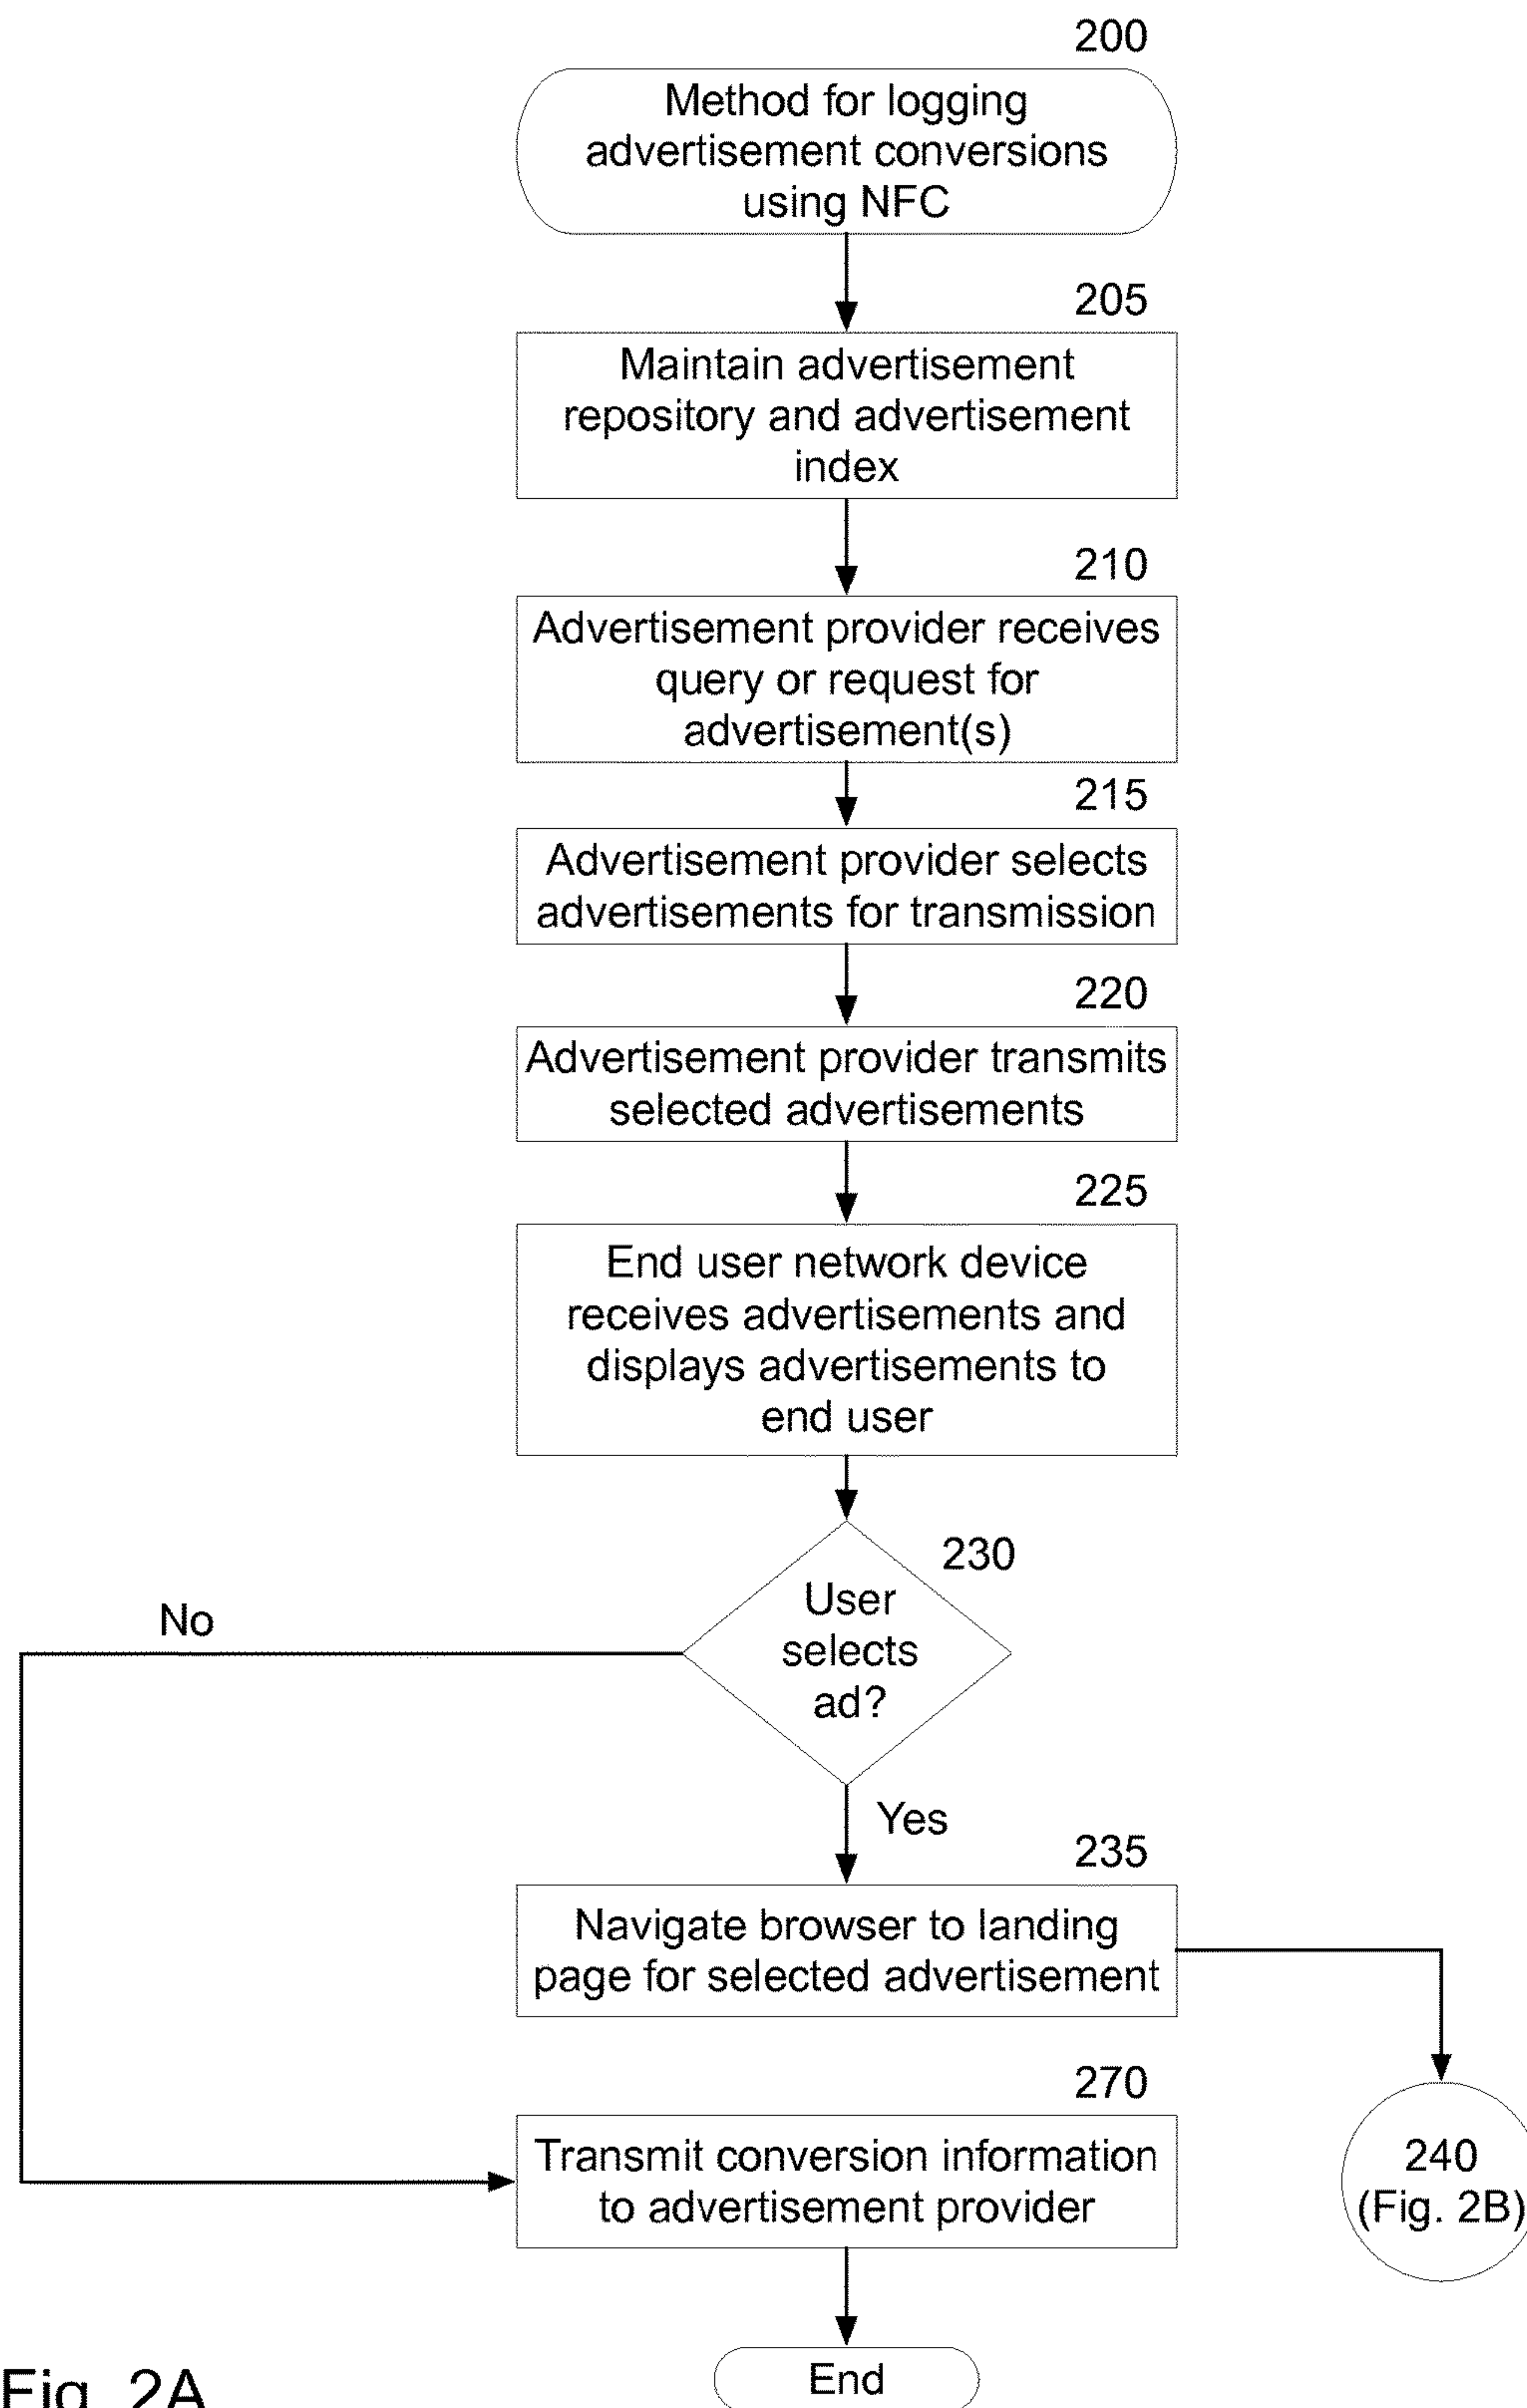 200
Method for logging
advertisement conversions
using NFC
205
Maintain advertisement
repository and advertisement
index
210
Advertisement provider receives
query or request for
advertisement(s)
215
Advertisement provider selects
advertisements for transmission
220
Advertisement provider transmits
selected advertisements
225
End user network device
receives advertisements and
displays advertisements to
end user
230
User
selects
ad?
No
Yes
235
Navigate browser to landing
page for selected advertisement
270
Transmit conversion information
to advertisement provider
240
(Fig. 2B)
End
Fig. 2A